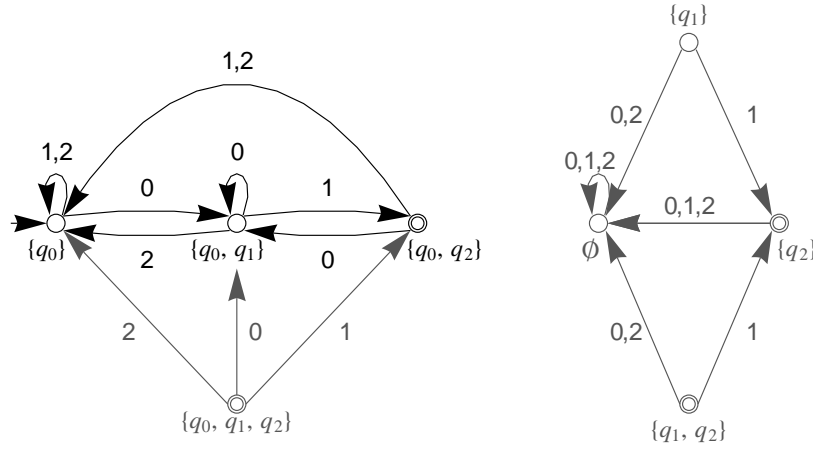 {q1}
1,2
0,2
1
1,2
0
0,1,2
0
1
0,1,2
{q0}
2
{q0, q1}
0
{q0, q2}
ϕ
{q2}
2
0
1
0,2
1
{q0, q1, q2}
{q1, q2}